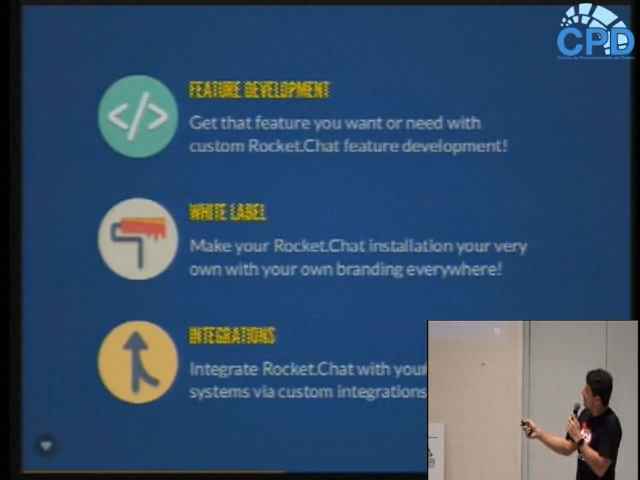 CPD
FEATURE DEVELOPMENT
Get that feature you want or need with
custom Rocket.Chat feature development!
WHITE LABEL
Make your Rocket.Chat installation your very
own with your own branding everywhere!
INTEGRATIONS
Integrate Rocket.Chat with your
systems via custom integrations